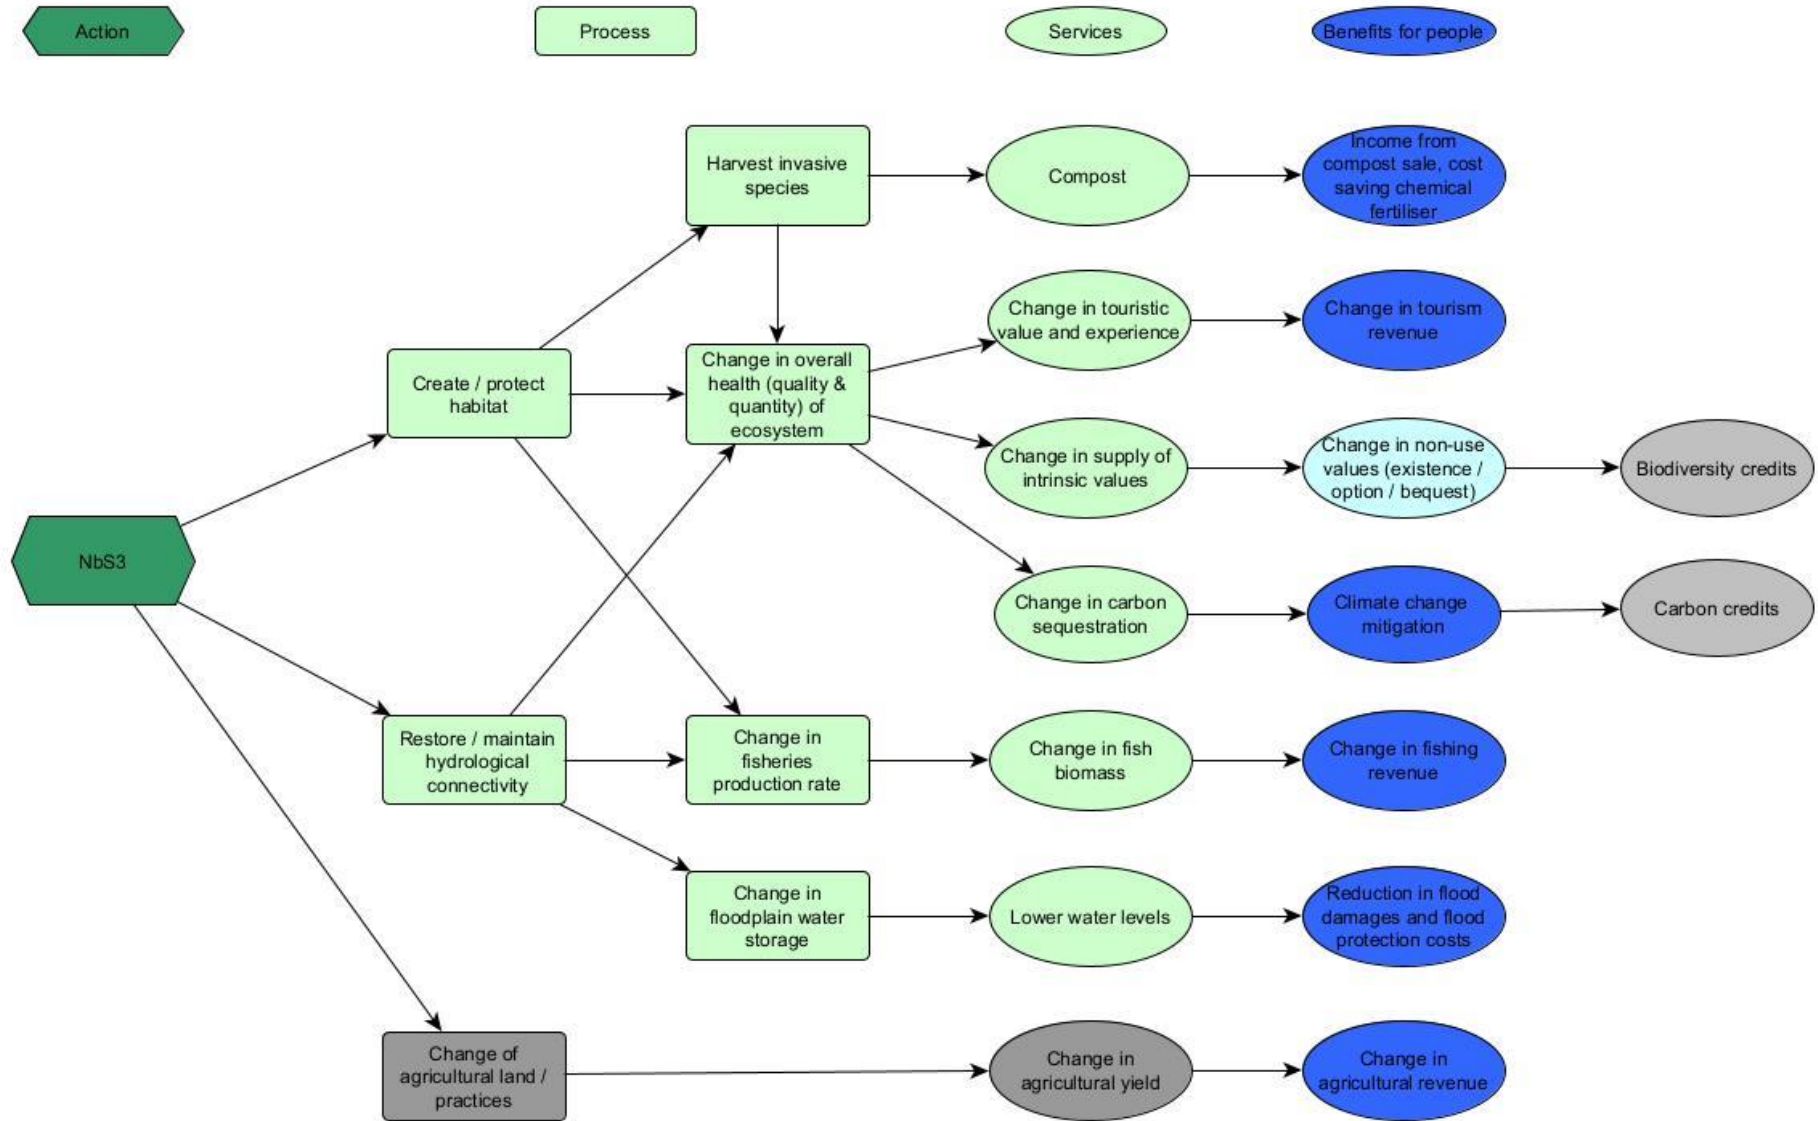 Action
Process
Services
Benefits for people
Harvest invasive
species
Compost
Income from
compost sale, cost
saving chemical
fertiliser
Change in touristic
value and experience
Change in tourism
revenue
Create / protect
habitat
Change in overall
health (quality &
quantity) of
ecosystem
Change in supply of
intrinsic values
Change in non-use
values (existence /
option / bequest)
Biodiversity credits
NbS3
Change in carbon
sequestration
Climate change
mitigation
Carbon credits
Restore / maintain
hydrological
connectivity
Change in
fisheries
production rate
Change in fish
biomass
Change in fishing
revenue
Change in
floodplain water
storage
Lower water levels
Reduction in flood
damages and flood
protection costs
Change of
agricultural land /
practices
Change in
agricultural yield
Change in
agricultural revenue